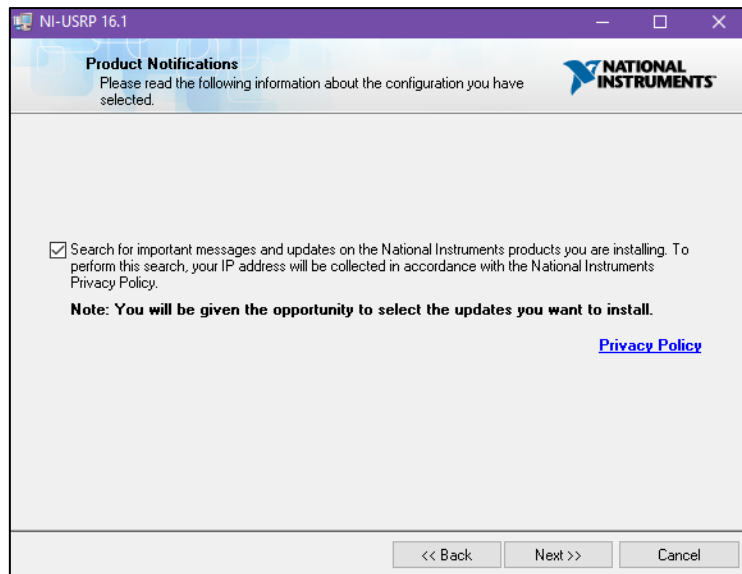 NI-USRP 16.1
Product Notifications
Please read the following information about the configuration you have
selected.
NATIONAL
INSTRUMENTS™
Search for important messages and updates on the National Instruments products you are installing. To
perform this search, your IP address will be collected in accordance with the National Instruments
Privacy Policy.
Note: You will be given the opportunity to select the updates you want to install.
Privacy Policy
<< Back
Next >>
Cancel